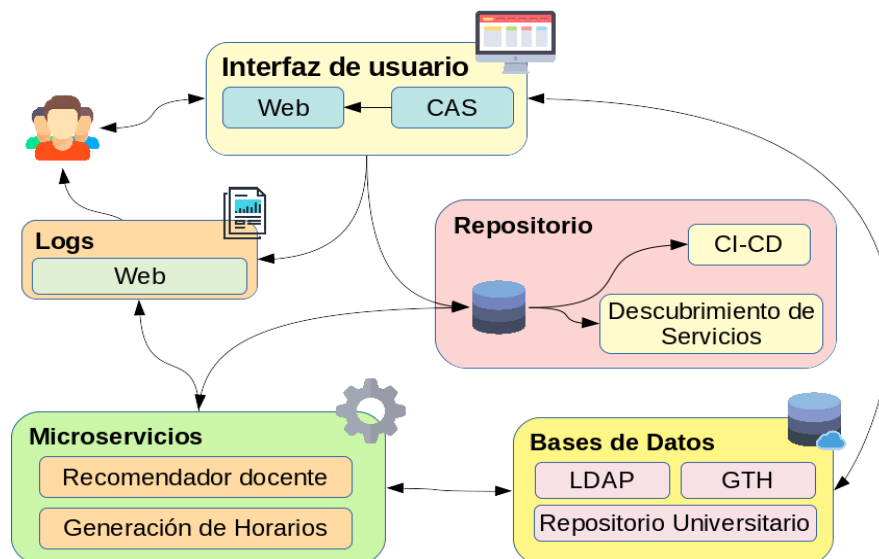 Interfaz de usuario
Web
CAS
Logs
Web
Repositorio
CI-CD
Descubrimiento de
Servicios
Microservicios
Recomendador docente
Generación de Horarios
Bases de Datos
LDAP
GTH
Repositorio Universitario